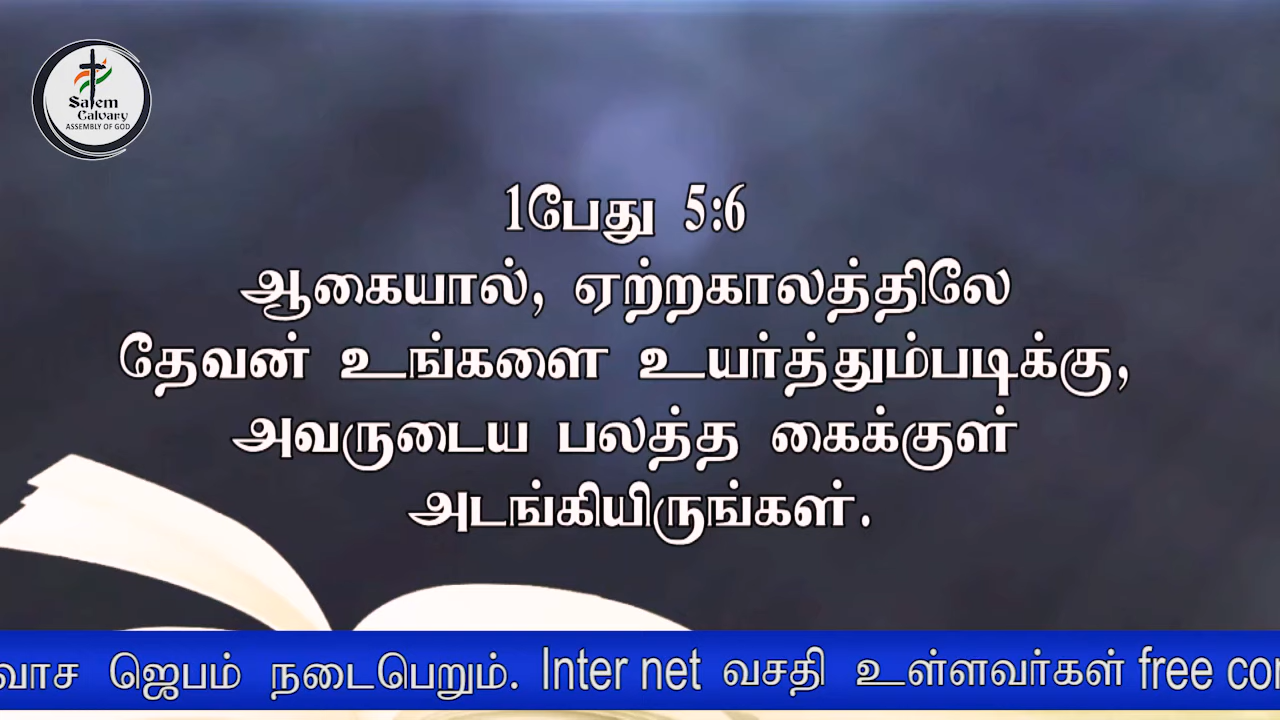 Salem
Calvary
ASSEMBLY OF GOD
1பேது 5:6
ஆகையால், ஏற்றகாலத்திலே
தேவன் உங்களை உயர்த்தும்படிக்கு,
அவருடைய பலத்த கைக்குள்
அடங்கியிருங்கள்.
வாச ஜெபம் நடைபெறும். Inter net வசதி உள்ளவர்கள் free con